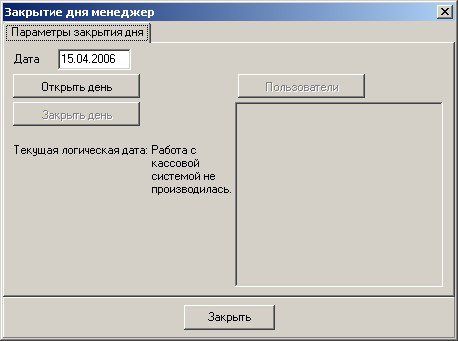 Закрытие дня менеджер
Параметры закрытия дня
Дата 15.04.2006
Открыть день
Пользователи
Закрыть день
Текущая логическая дата: Работа с
кассовой
системой не
производилась.
Закрыть